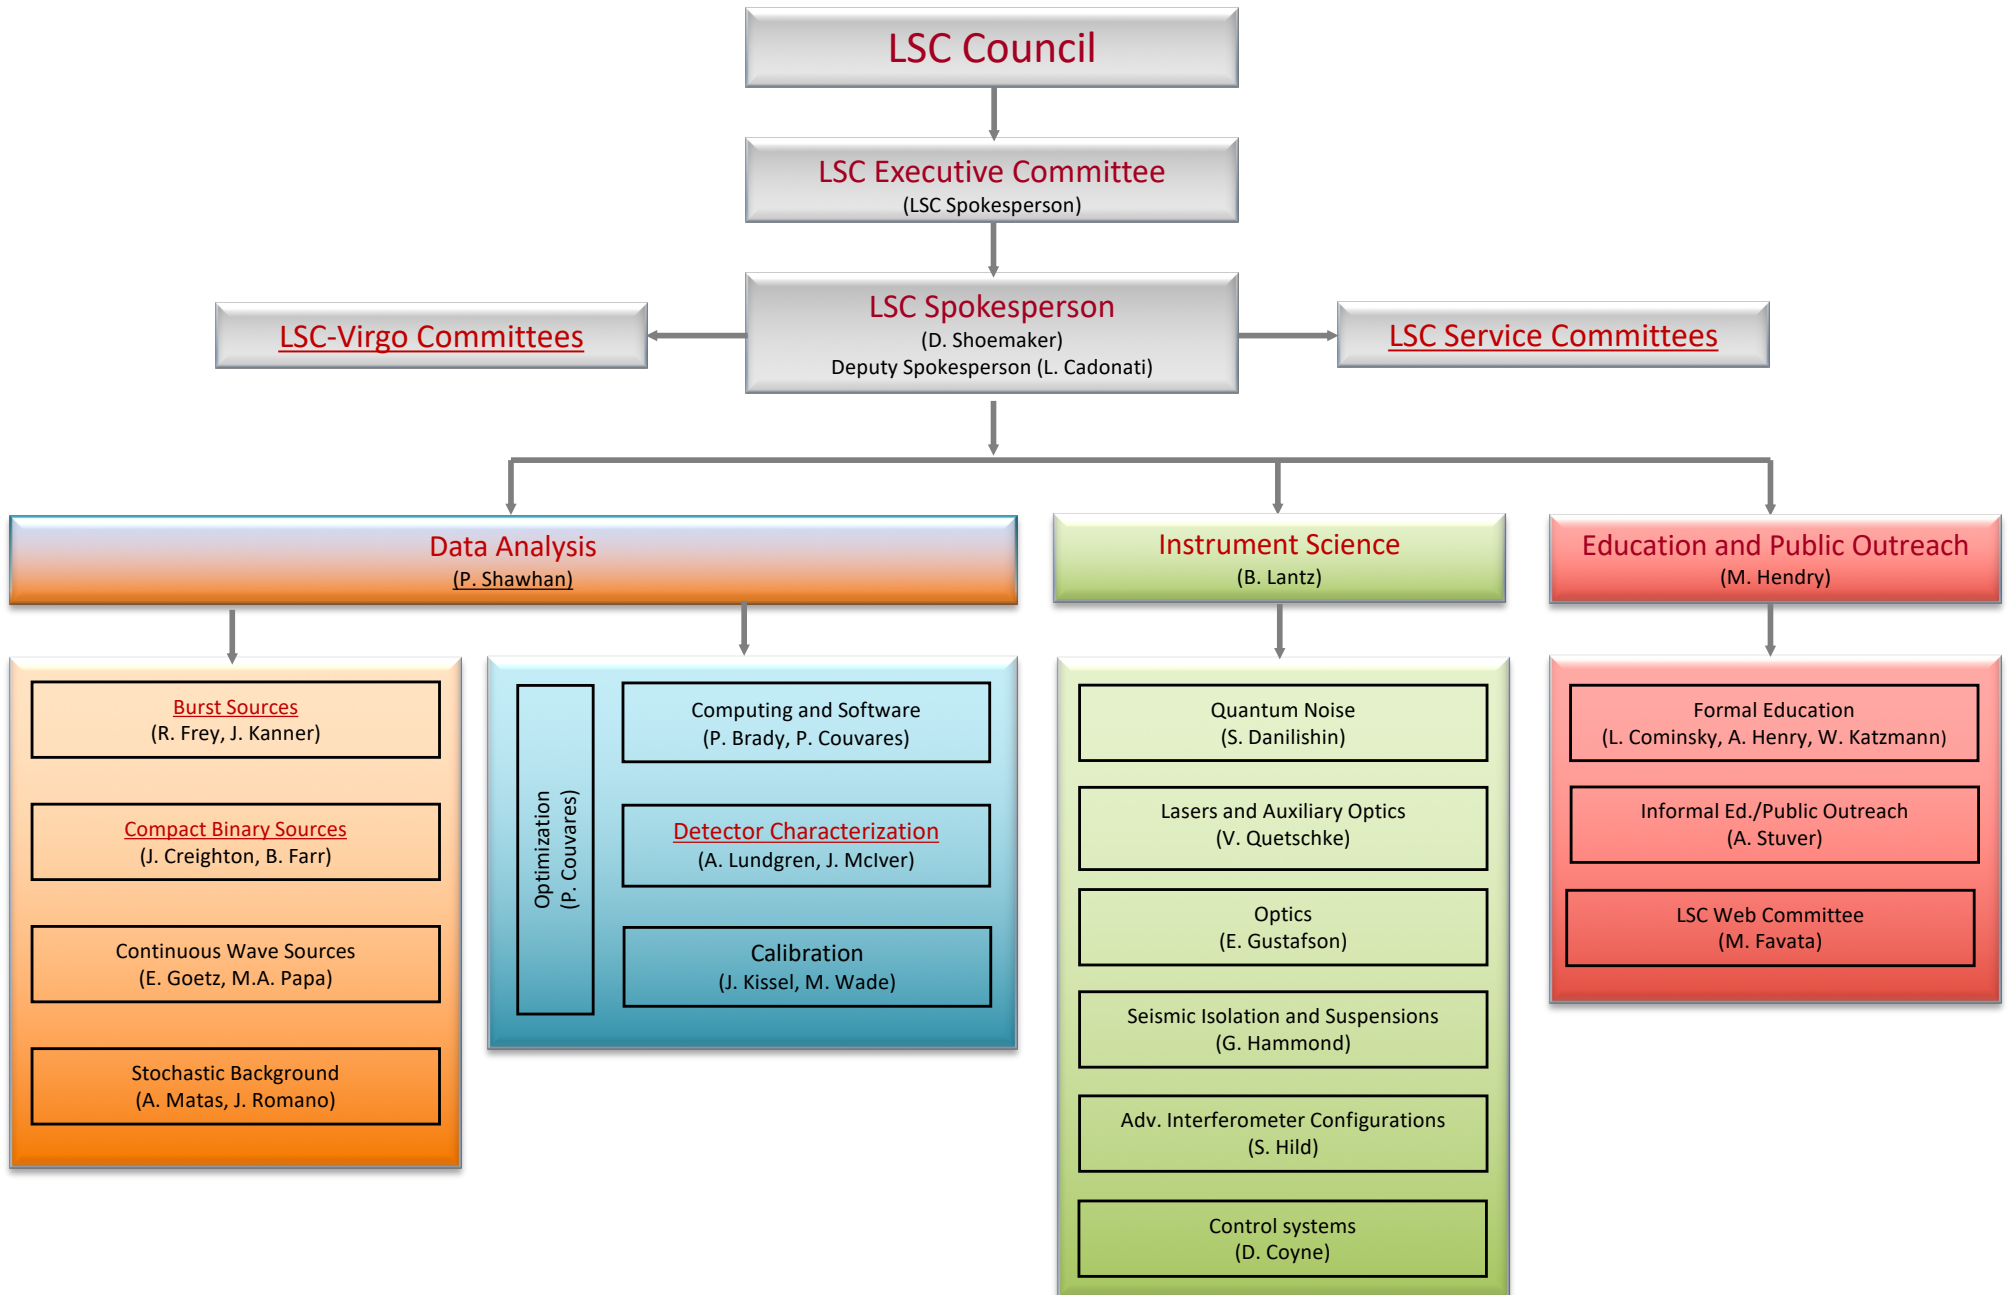 LSC Council
LSC Executive Committee
(LSC Spokesperson)
LSC Spokesperson
(D. Shoemaker)
Deputy Spokesperson (L. Cadonati)
LSC-Virgo Committees
LSC Service Committees
Data Analysis
(P. Shawhan)
Instrument Science
(B. Lantz)
Education and Public Outreach
(M. Hendry)
Burst Sources
(R. Frey, J. Kanner)
Compact Binary Sources
(J. Creighton, B. Farr)
Continuous Wave Sources
(E. Goetz, M.A. Papa)
Stochastic Background
(A. Matas, J. Romano)
Optimization
(P. Couvares)
Computing and Software
(P. Brady, P. Couvares)
Detector Characterization
(A. Lundgren, J. McIver)
Calibration
(J. Kissel, M. Wade)
Quantum Noise
(S. Danilishin)
Lasers and Auxiliary Optics
(V. Quetschke)
Optics
(E. Gustafson)
Seismic Isolation and Suspensions
(G. Hammond)
Adv. Interferometer Configurations
(S. Hild)
Control systems
(D. Coyne)
Formal Education
(L. Cominsky, A. Henry, W. Katzmann)
Informal Ed./Public Outreach
(A. Stuver)
LSC Web Committee
(M. Favata)